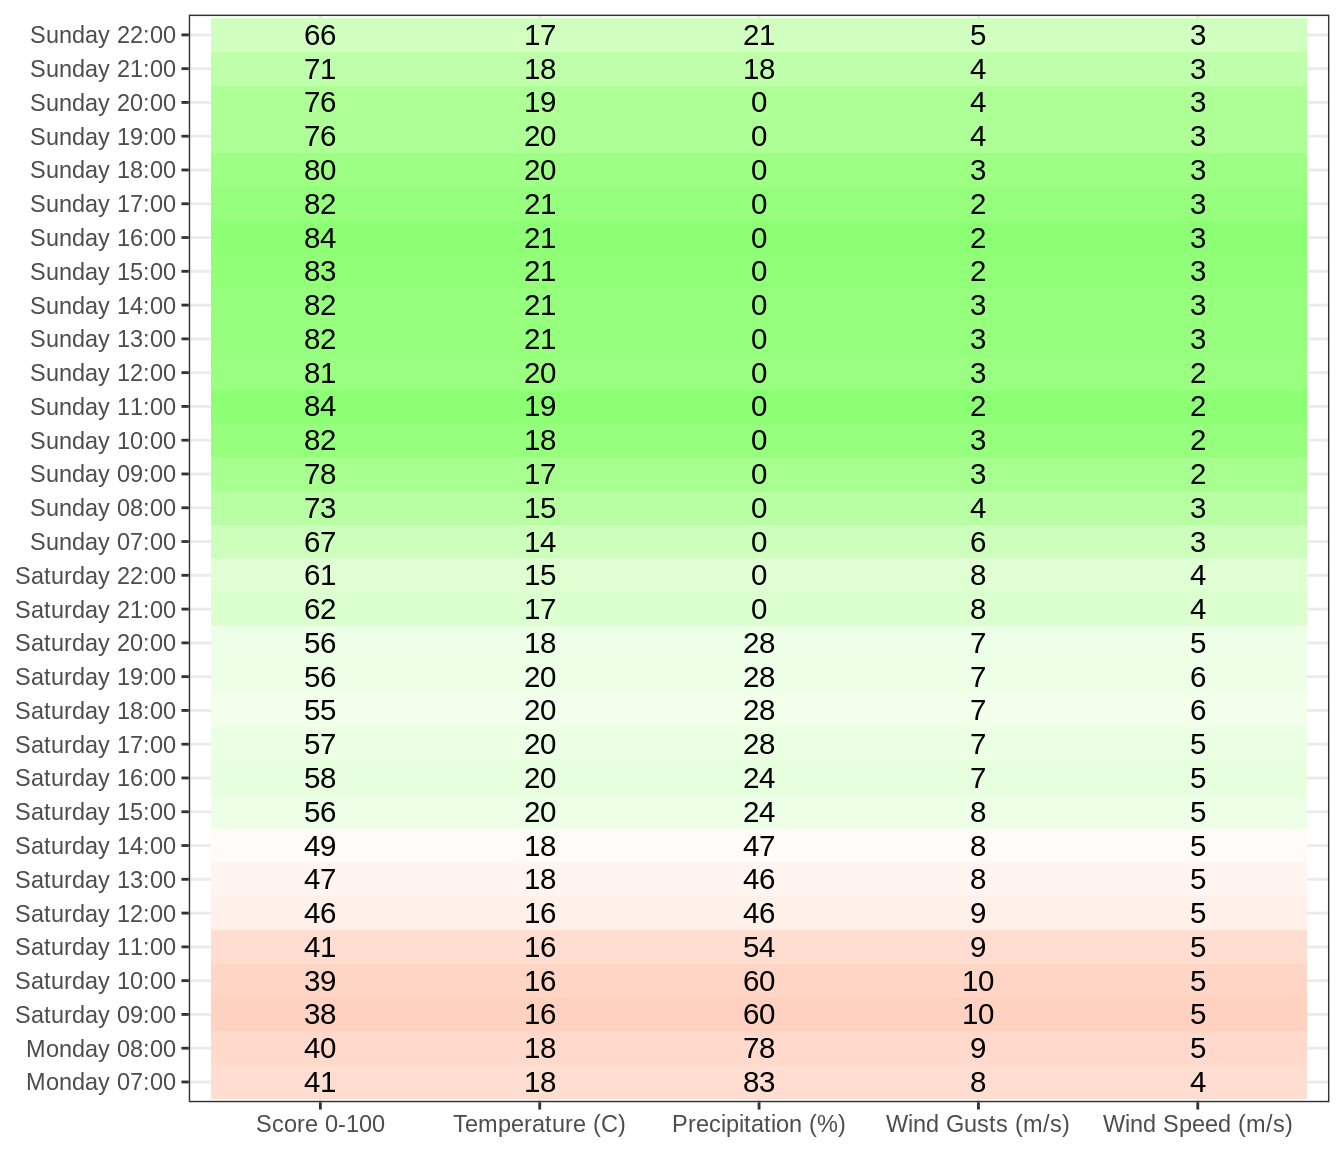 Sunday 22:00 66 17 21 5 3
Sunday 21:00 71 18 18 4 3
Sunday 20:00 76 19 0 4 3
Sunday 19:00 76 20 0 4 3
Sunday 18:00 80 20 0 3 3
Sunday 17:00 82 21 0 2 3
Sunday 16:00 84 21 0 2 3
Sunday 15:00 83 21 0 2 3
Sunday 14:00 82 21 0 3 3
Sunday 13:00 82 21 0 3 3
Sunday 12:00 81 20 0 3 2
Sunday 11:00 84 19 0 2 2
Sunday 10:00 82 18 0 3 2
Sunday 09:00 78 17 0 3 2
Sunday 08:00 73 15 0 4 3
Sunday 07:00 67 14 0 6 3
Saturday 22:00 61 15 0 8 4
Saturday 21:00 62 17 0 8 4
Saturday 20:00 56 18 28 7 5
Saturday 19:00 56 20 28 7 6
Saturday 18:00 55 20 28 7 6
Saturday 17:00 57 20 28 7 5
Saturday 16:00 58 20 24 7 5
Saturday 15:00 56 20 24 8 5
Saturday 14:00 49 18 47 8 5
Saturday 13:00 47 18 46 8 5
Saturday 12:00 46 16 46 9 5
Saturday 11:00 41 16 54 9 5
Saturday 10:00 39 16 60 10 5
Saturday 09:00 38 16 60 10 5
Monday 08:00 40 18 78 9 5
Monday 07:00 41 18 83 8 4
Score 0-100 Temperature (C) Precipitation (%) Wind Gusts (m/s) Wind Speed (m/s)